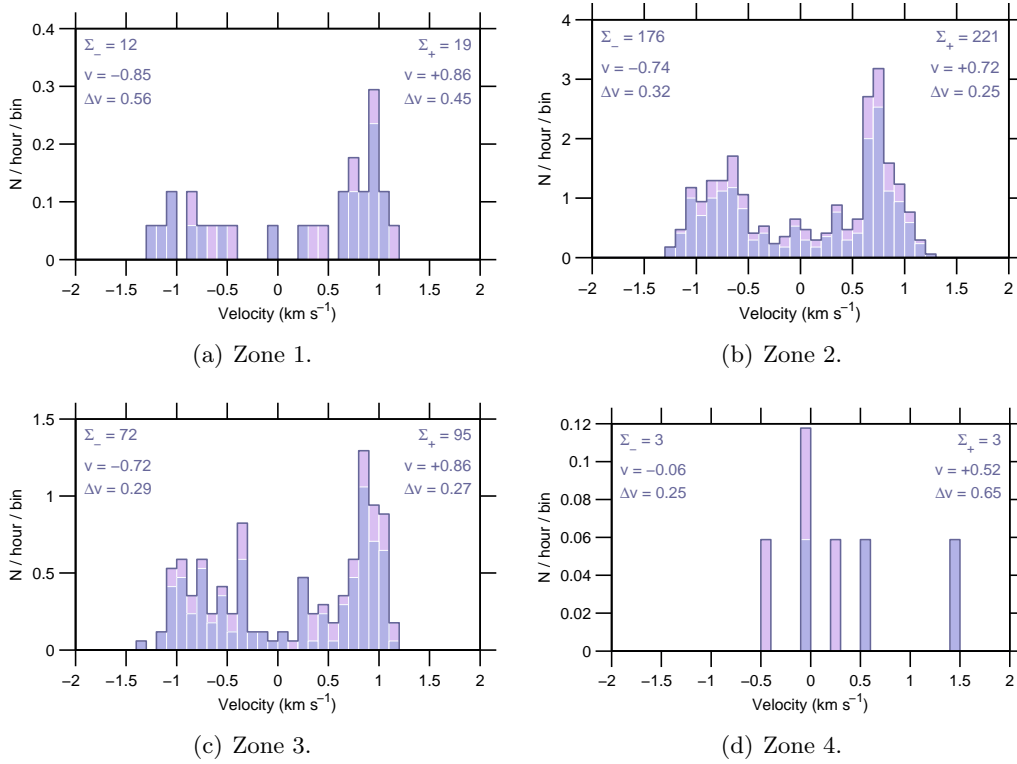 0.4
0.3
0.2
0.1
0
N / hour / bin
Σ₋ = 12
v = −0.85
Δv = 0.56
Σ₊ = 19
v = +0.86
Δv = 0.45
−2 −1.5 −1 −0.5 0 0.5 1 1.5 2
Velocity (km s⁻¹)
(a) Zone 1.
4
3
2
1
0
N / hour / bin
Σ₋ = 176
v = −0.74
Δv = 0.32
Σ₊ = 221
v = +0.72
Δv = 0.25
−2 −1.5 −1 −0.5 0 0.5 1 1.5 2
Velocity (km s⁻¹)
(b) Zone 2.
1.5
1
0.5
0
N / hour / bin
Σ₋ = 72
v = −0.72
Δv = 0.29
Σ₊ = 95
v = +0.86
Δv = 0.27
−2 −1.5 −1 −0.5 0 0.5 1 1.5 2
Velocity (km s⁻¹)
(c) Zone 3.
0.12
0.1
0.08
0.06
0.04
0.02
0
N / hour / bin
Σ₋ = 3
v = −0.06
Δv = 0.25
Σ₊ = 3
v = +0.52
Δv = 0.65
−2 −1.5 −1 −0.5 0 0.5 1 1.5 2
Velocity (km s⁻¹)
(d) Zone 4.